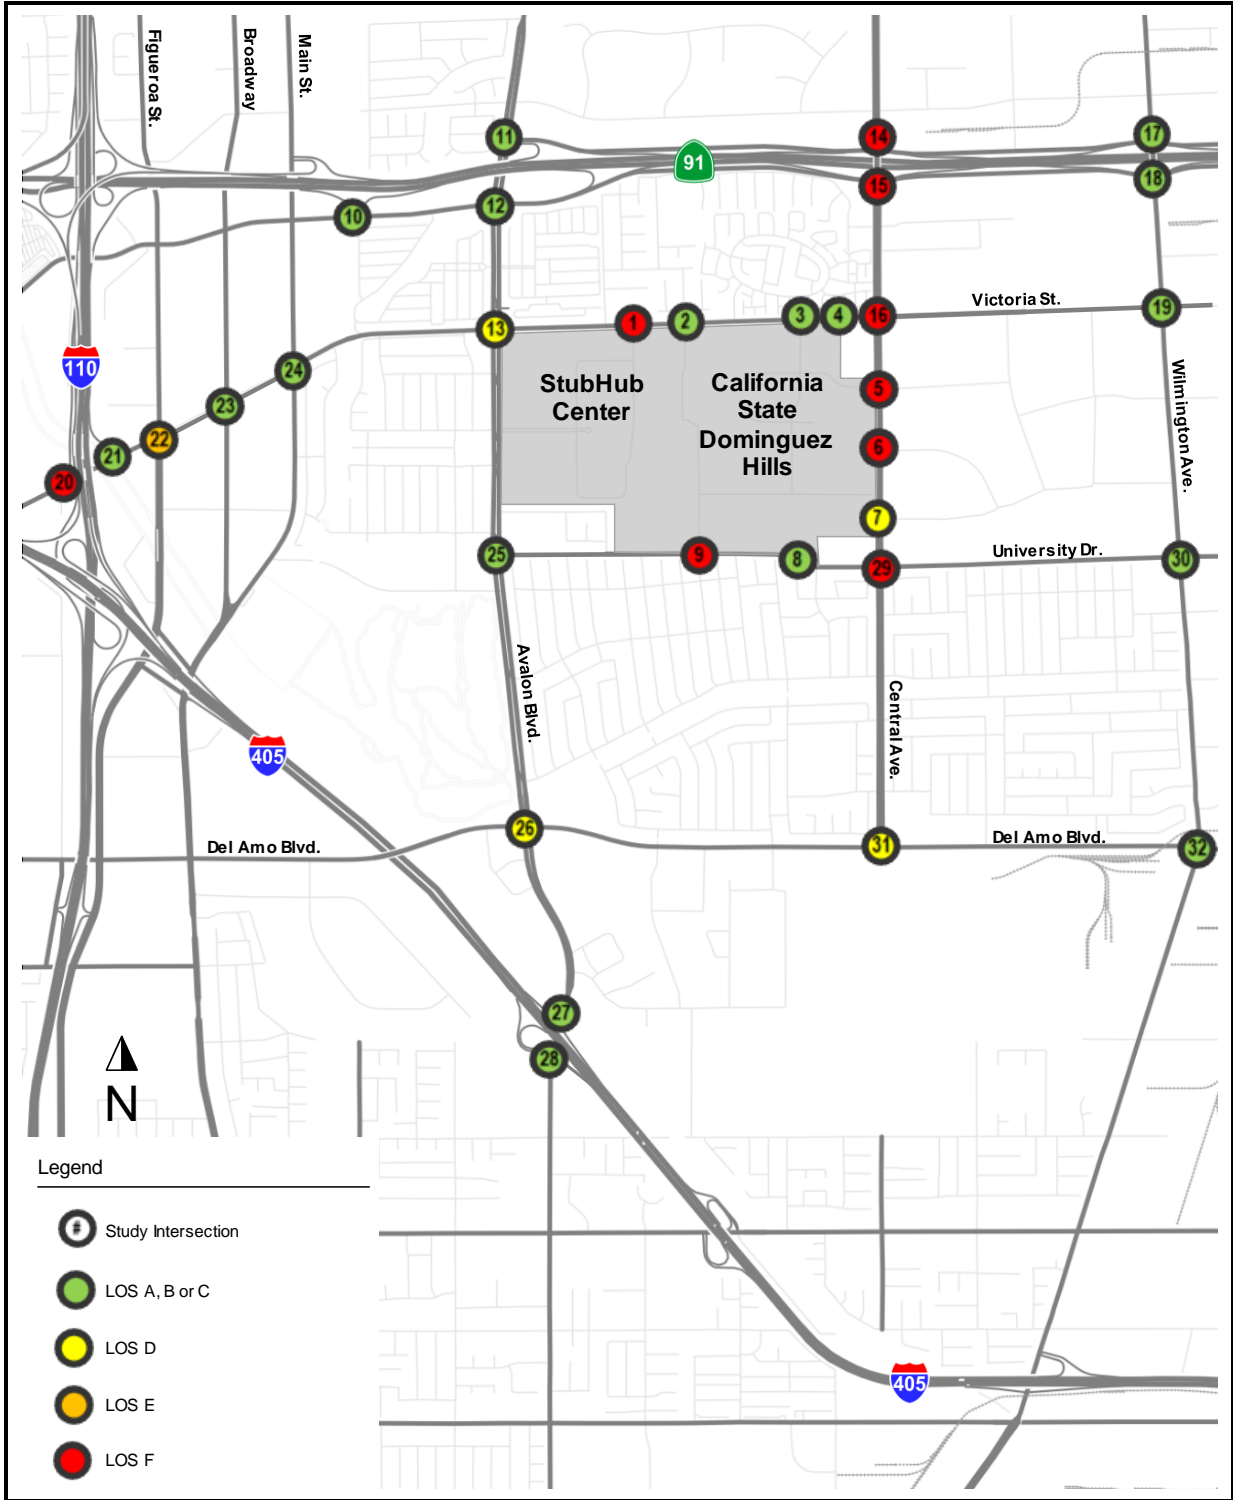 Figueroa St.
Broadway
Main St.
11
14
17
91
15
18
12
10
Victoria St.
19
13
1
2
3
4
16
110
24
StubHub
Center
California
State
Dominguez
Hills
5
Wilmington Ave.
23
22
21
6
20
7
25
9
8
29
University Dr.
30
Avalon Blvd.
Central Ave.
405
26
Del Amo Blvd.
31
Del Amo Blvd.
32
27
28
N
Legend
# Study Intersection
LOS A, B or C
LOS D
LOS E
LOS F
405